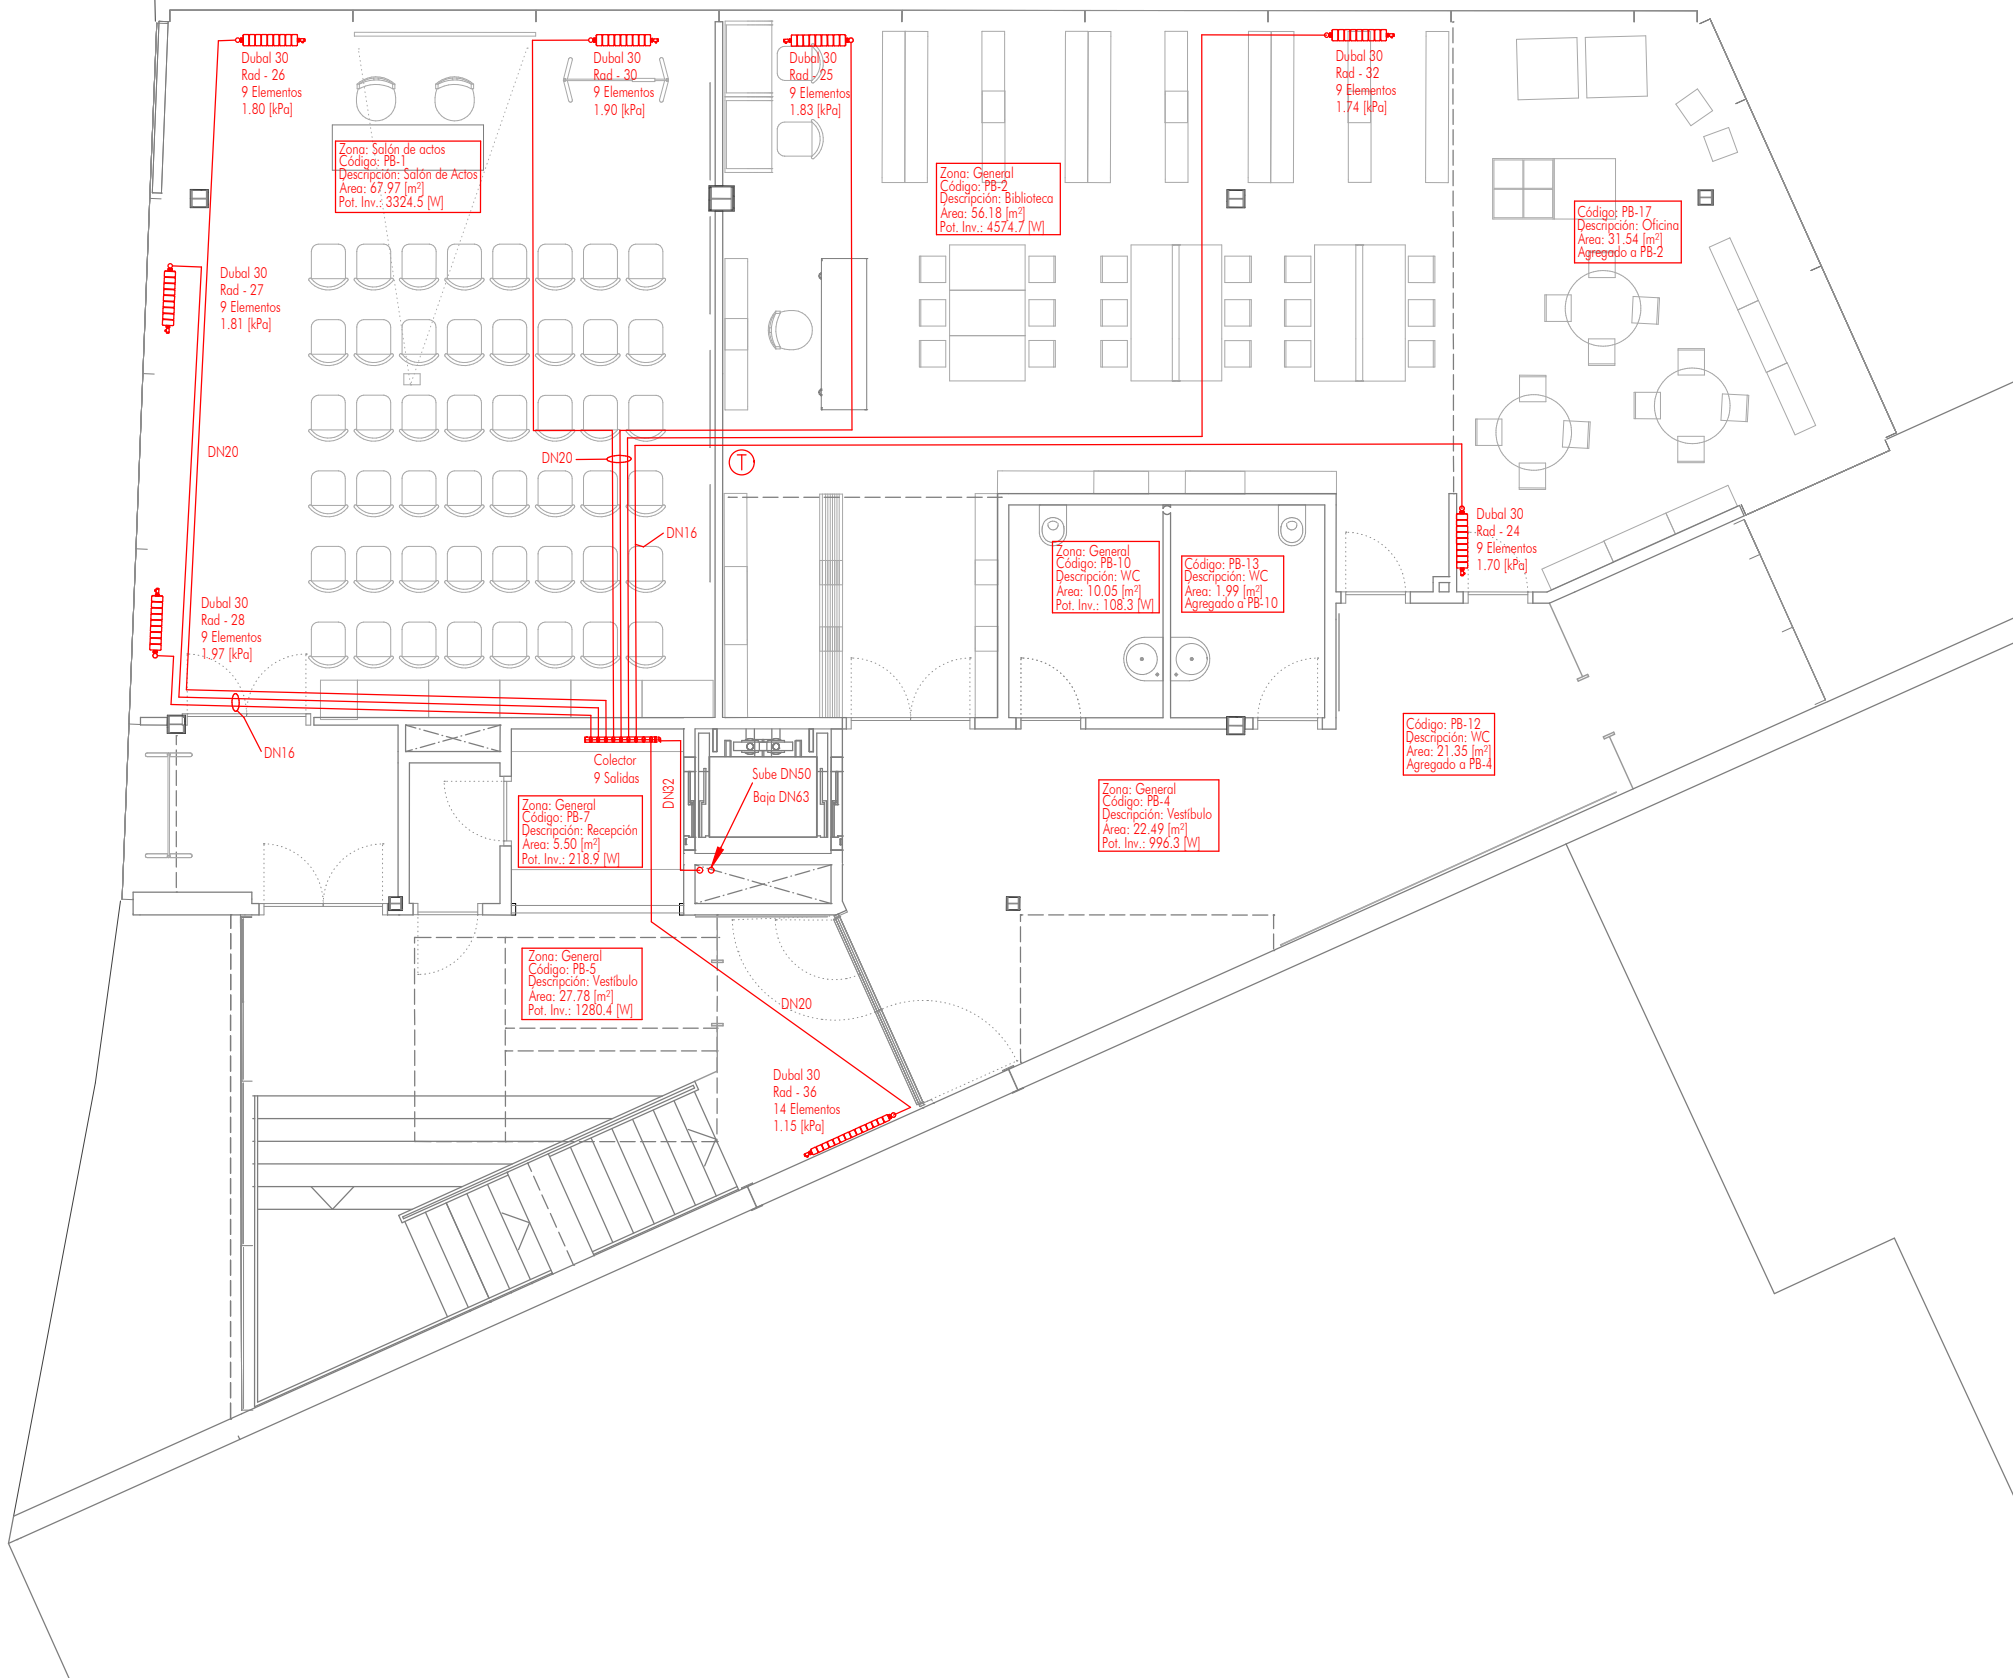 Dubal 30
Rad - 26
9 Elementos
1.80 [kPa]
Dubal 30
Rad - 30
9 Elementos
1.90 [kPa]
Dubal 30
Rad - 25
9 Elementos
1.83 [kPa]
Dubal 30
Rad - 32
9 Elementos
1.74 [kPa]
Zona: Salón de actos
Código: PB-1
Descripción: Salón de Actos
Área: 67.97 [m²]
Pot. Inv.: 3324.5 [W]
Zona: General
Código: PB-2
Descripción: Biblioteca
Área: 56.18 [m²]
Pot. Inv.: 4574.7 [W]
Código: PB-17
Descripción: Oficina
Área: 31.54 [m²]
Agregado a PB-2
Dubal 30
Rad - 27
9 Elementos
1.81 [kPa]
DN20
DN20
T
DN16
Dubal 30
Rad - 24
9 Elementos
1.70 [kPa]
Zona: General
Código: PB-10
Descripción: WC
Área: 10.05 [m²]
Pot. Inv.: 108.3 [W]
Código: PB-13
Descripción: WC
Área: 1.99 [m²]
Agregado a PB-10
Dubal 30
Rad - 28
9 Elementos
1.97 [kPa]
DN16
Colector
9 Salidas
DN32
Sube DN50
Baja DN63
Código: PB-12
Descripción: WC
Área: 21.35 [m²]
Agregado a PB-4
Zona: General
Código: PB-7
Descripción: Recepción
Área: 5.50 [m²]
Pot. Inv.: 218.9 [W]
Zona: General
Código: PB-4
Descripción: Vestíbulo
Área: 22.49 [m²]
Pot. Inv.: 996.3 [W]
Zona: General
Código: PB-5
Descripción: Vestíbulo
Área: 27.78 [m²]
Pot. Inv.: 1280.4 [W]
DN20
Dubal 30
Rad - 36
14 Elementos
1.15 [kPa]